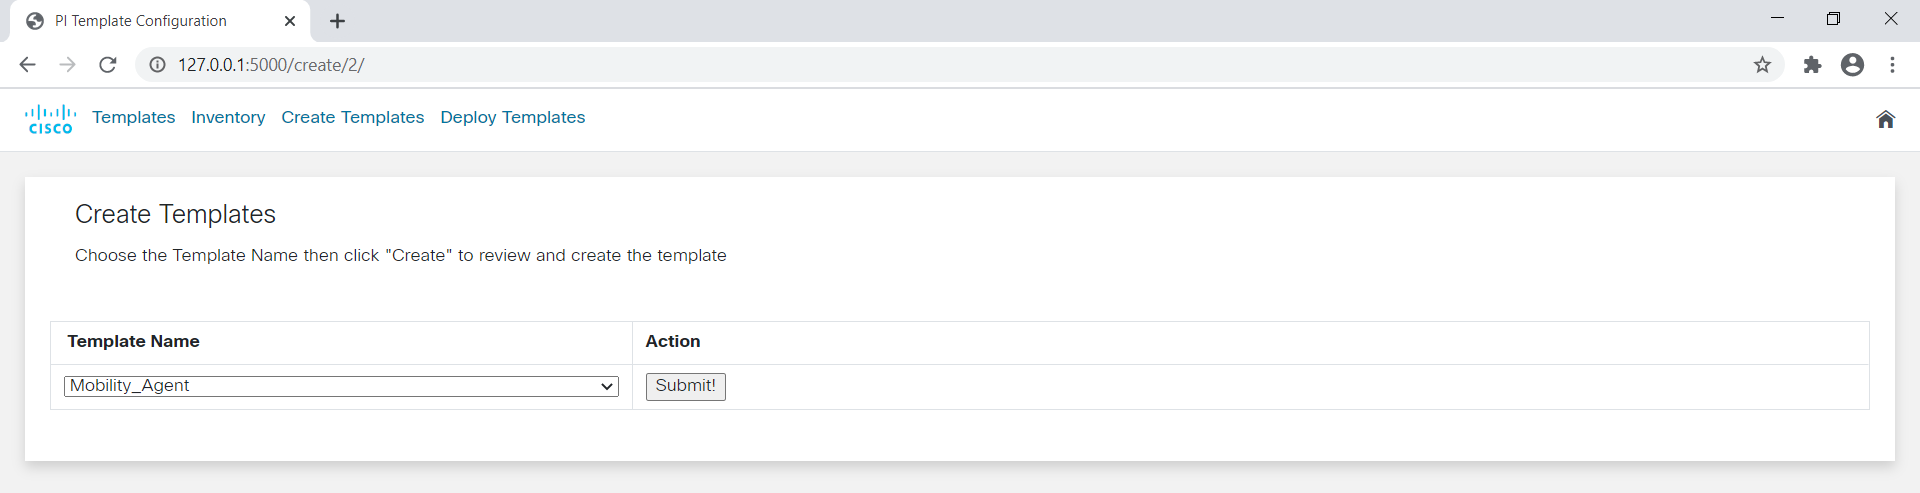 PI Template Configuration
127.0.0.1:5000/create/2/
CISCO Templates Inventory Create Templates Deploy Templates
Create Templates
Choose the Template Name then click "Create" to review and create the template
Template Name Action
Mobility_Agent Submit!